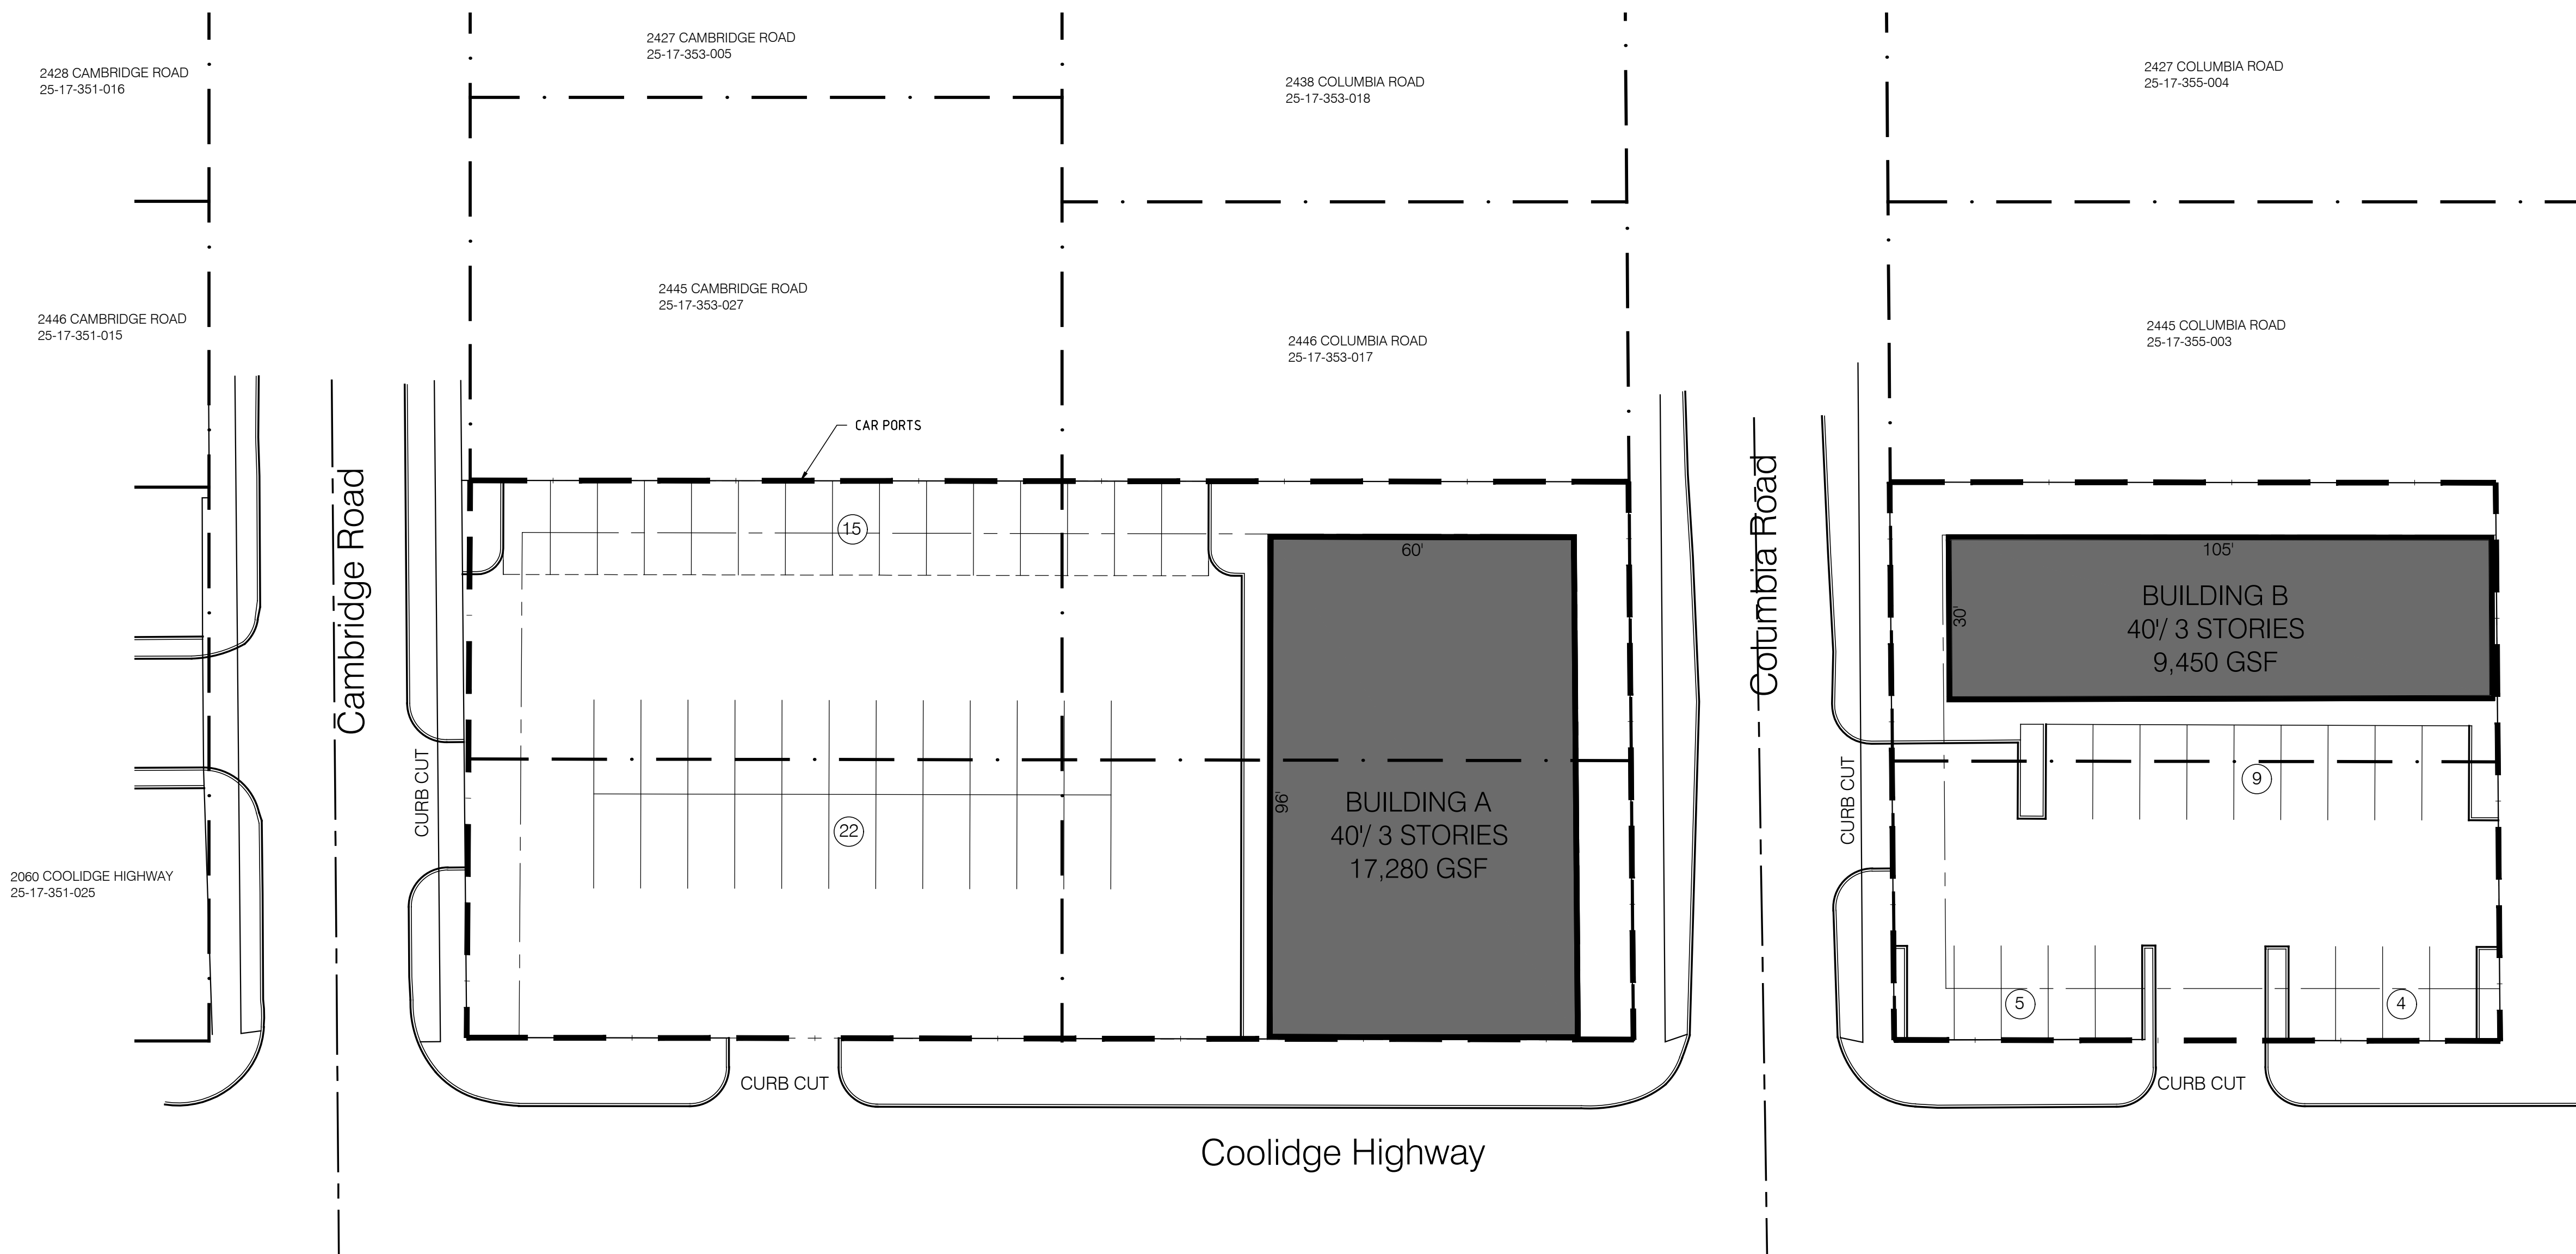 2427 CAMBRIDGE ROAD
25-17-353-005
2428 CAMBRIDGE ROAD
25-17-351-016
2438 COLUMBIA ROAD
25-17-353-018
2427 COLUMBIA ROAD
25-17-355-004
2445 CAMBRIDGE ROAD
25-17-353-027
2446 CAMBRIDGE ROAD
25-17-351-015
2446 COLUMBIA ROAD
25-17-353-017
2445 COLUMBIA ROAD
25-17-355-003
CAR PORTS
Cambridge Road
Columbia Road
15
60'
105'
30'
BUILDING B
40'/ 3 STORIES
9,450 GSF
CURB CUT
22
96'
BUILDING A
40'/ 3 STORIES
17,280 GSF
CURB CUT
9
2060 COOLIDGE HIGHWAY
25-17-351-025
5
4
CURB CUT
CURB CUT
Coolidge Highway